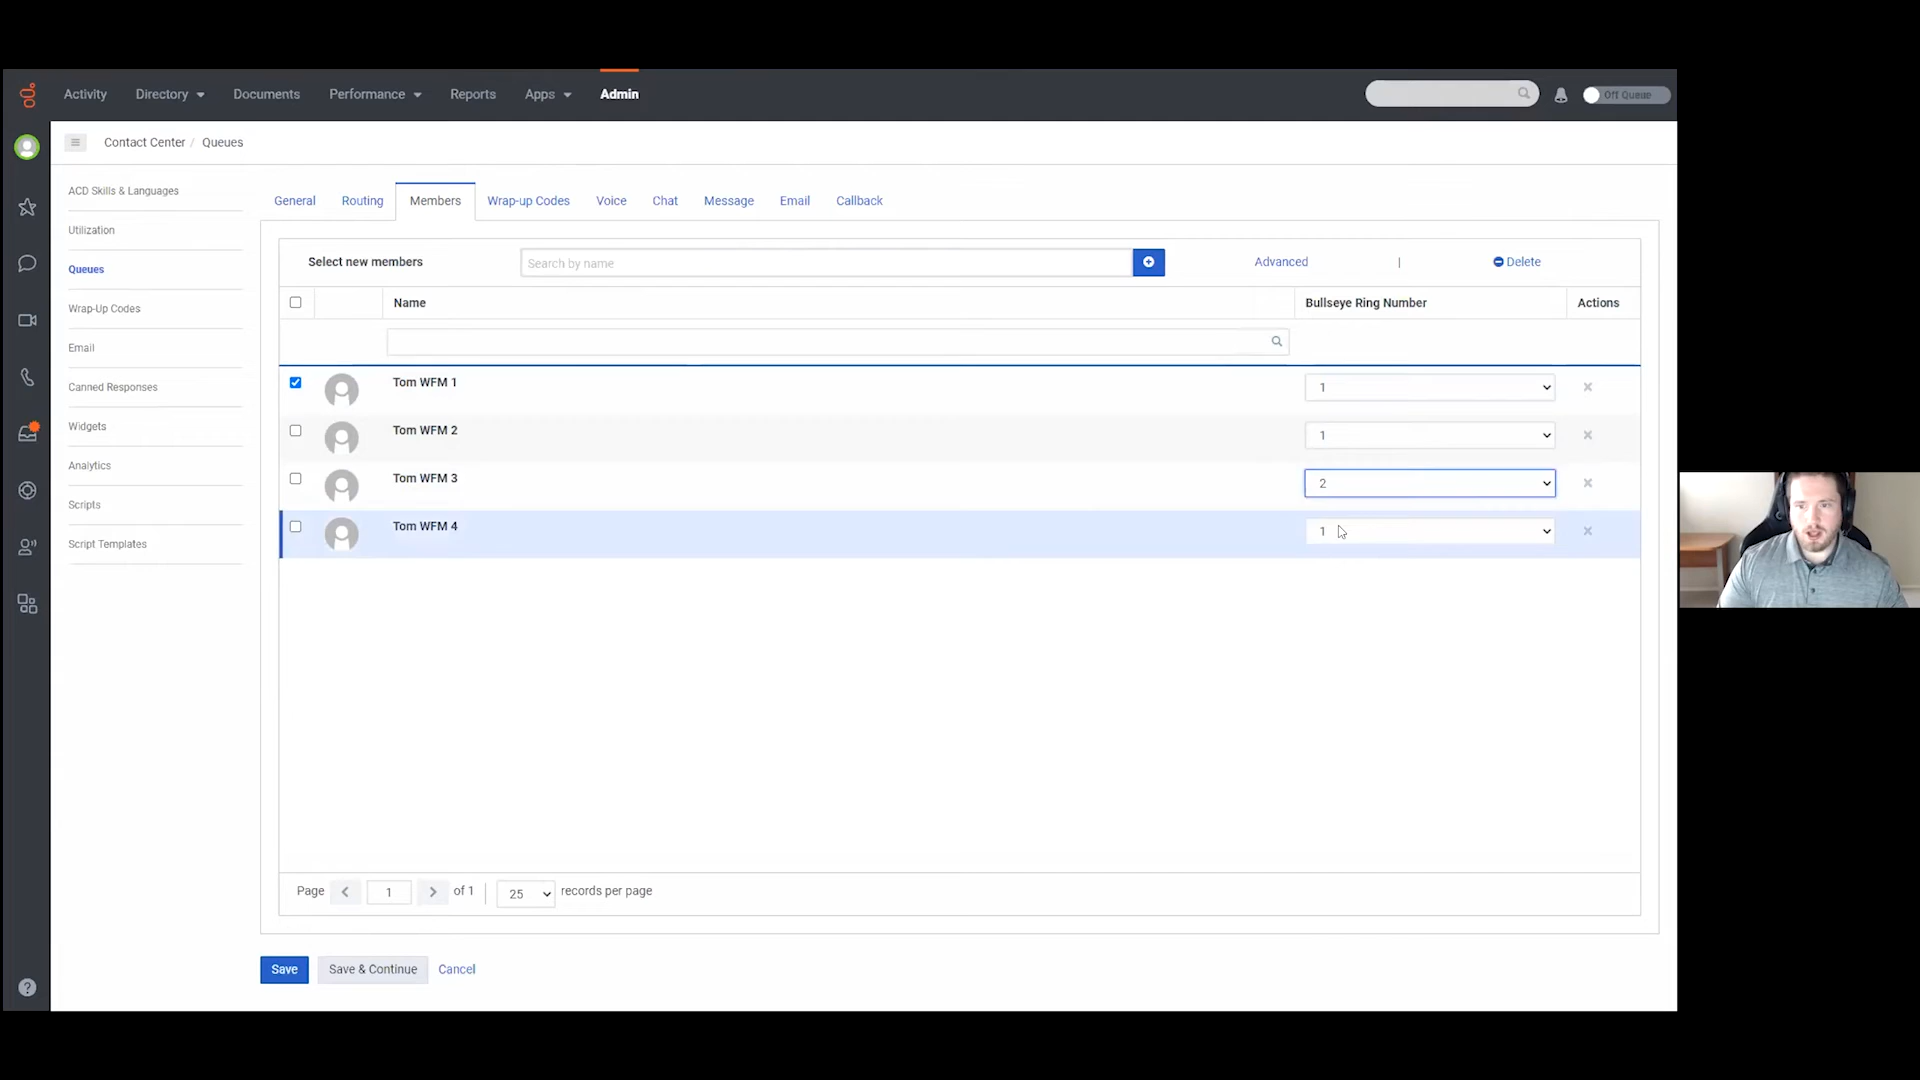 Activity Directory Documents Performance Reports Apps Admin Off Queue
Contact Center / Queues
ACD Skills & Languages
Utilization
Queues
Wrap-Up Codes
Email
Canned Responses
Widgets
Analytics
Scripts
Script Templates
General Routing Members Wrap-up Codes Voice Chat Message Email Callback
Select new members Search by name Advanced | Delete
Name Bullseye Ring Number Actions
Tom WFM 1 1
Tom WFM 2 1
Tom WFM 3 2
Tom WFM 4 1
Page 1 of 1 25 records per page
Save Save & Continue Cancel